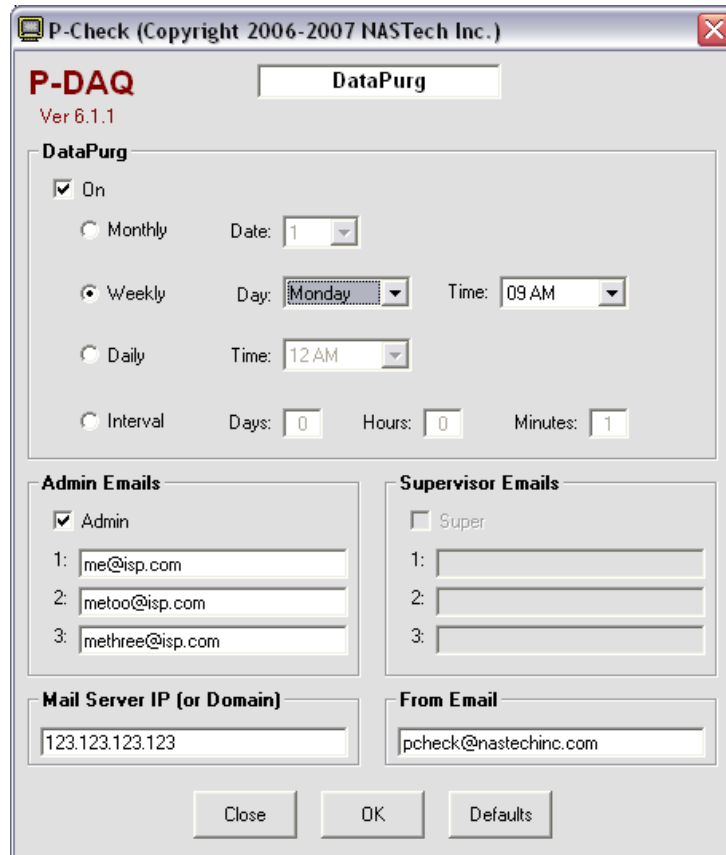 P-Check (Copyright 2006-2007 NASTech Inc.)
P-DAQ
DataPurg
Ver 6.1.1
DataPurg
On
Monthly Date: 1
Weekly Day: Monday Time: 09 AM
Daily Time: 12 AM
Interval Days: 0 Hours: 0 Minutes: 1
Admin Emails
Admin
1: me@isp.com
2: metoo@isp.com
3: methree@isp.com
Supervisor Emails
Super
1:
2:
3:
Mail Server IP (or Domain)
123.123.123.123
From Email
pcheck@nastechinc.com
Close OK Defaults